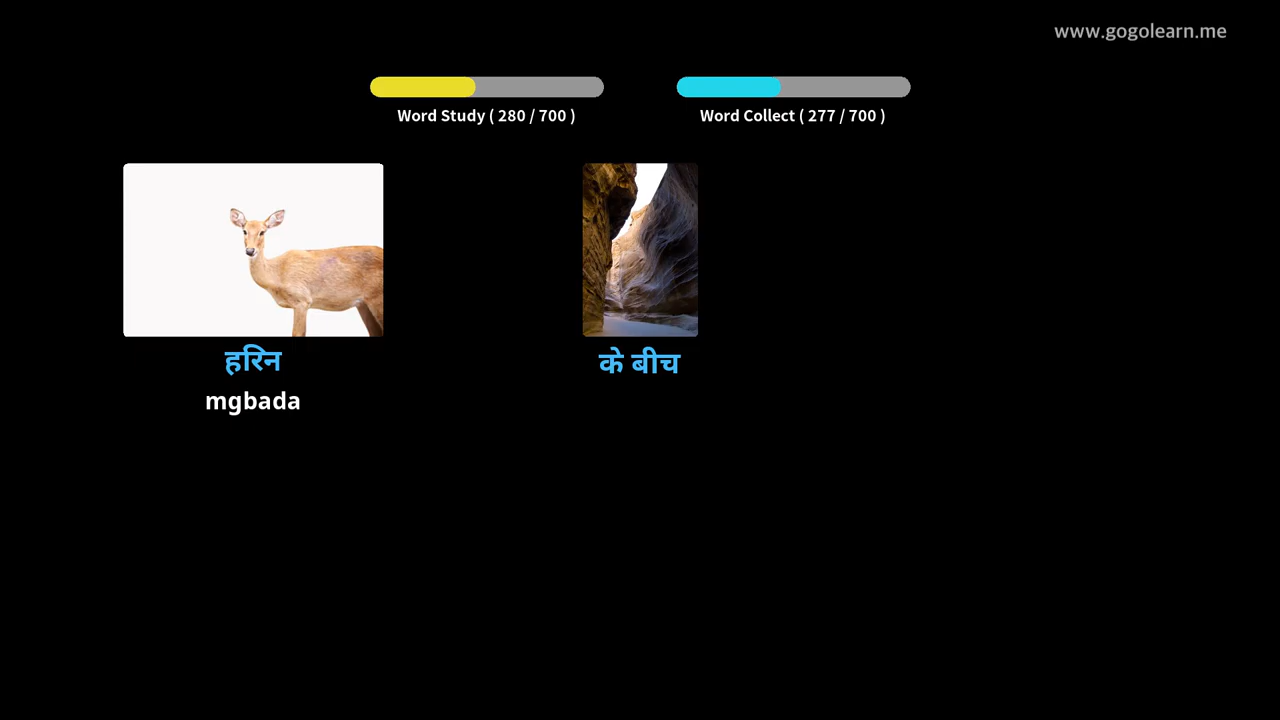 www.gogolearn.me
Word Study ( 280 / 700 )
Word Collect ( 277 / 700 )
हरिन
के बीच
mgbada